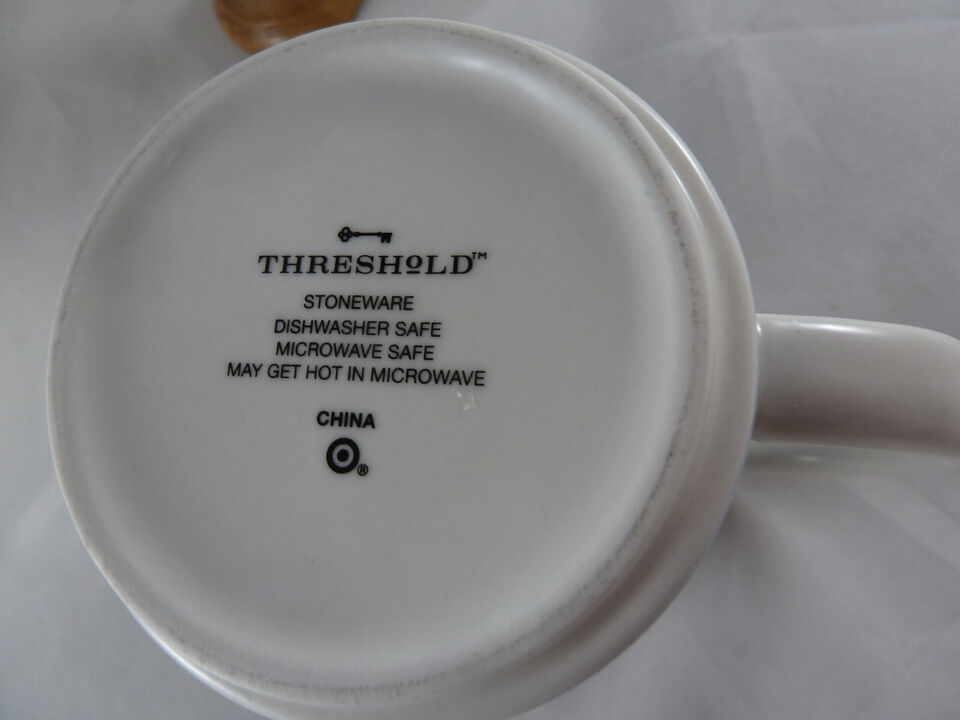 THRESHOLD™
STONEWARE
DISHWASHER SAFE
MICROWAVE SAFE
MAY GET HOT IN MICROWAVE
CHINA
®